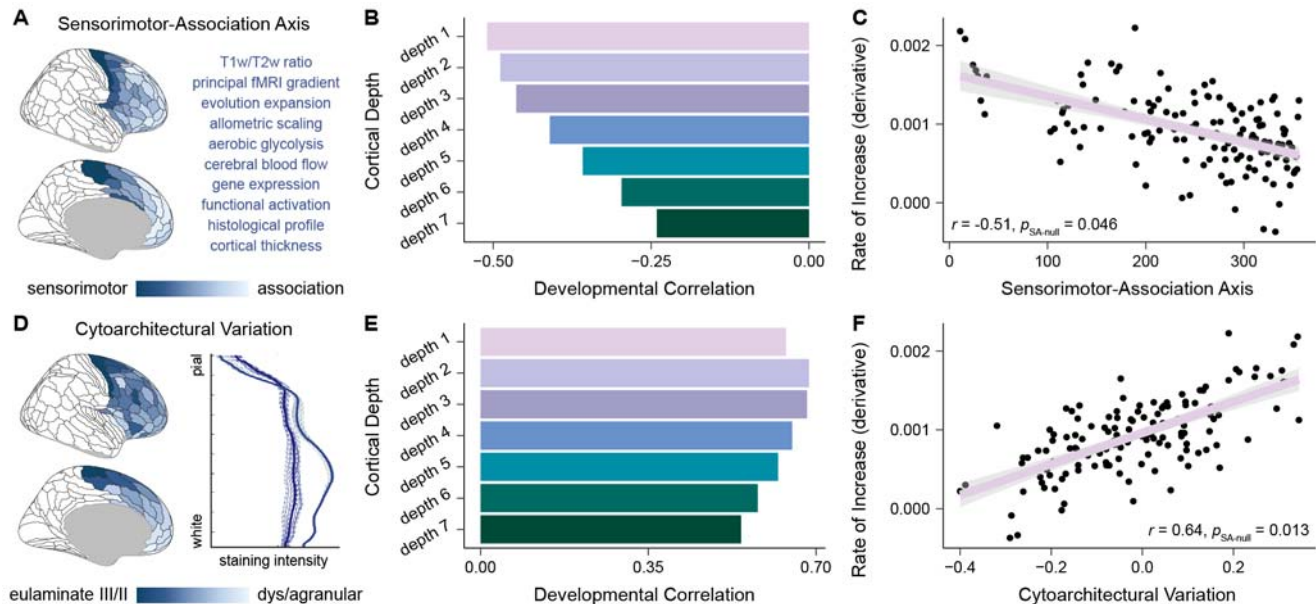 A
Sensorimotor-Association Axis
T1w/T2w ratio
principal fMRI gradient
evolution expansion
allometric scaling
aerobic glycolysis
cerebral blood flow
gene expression
functional activation
histological profile
cortical thickness
sensorimotor
association
B
Cortical Depth
depth 1
depth 2
depth 3
depth 4
depth 5
depth 6
depth 7
−0.50
−0.25
0.00
Developmental Correlation
C
Rate of Increase (derivative)
0.002
0.001
0.000
r = -0.51, pSA-null = 0.046
100
200
300
Sensorimotor-Association Axis
D
Cytoarchitectural Variation
pial
white
staining intensity
eulaminate III/II
dys/agranular
E
Cortical Depth
depth 1
depth 2
depth 3
depth 4
depth 5
depth 6
depth 7
0.00
0.35
0.70
Developmental Correlation
F
Rate of Increase (derivative)
0.002
0.001
0.000
r = 0.64, pSA-null = 0.013
−0.4
−0.2
0.0
0.2
Cytoarchitectural Variation